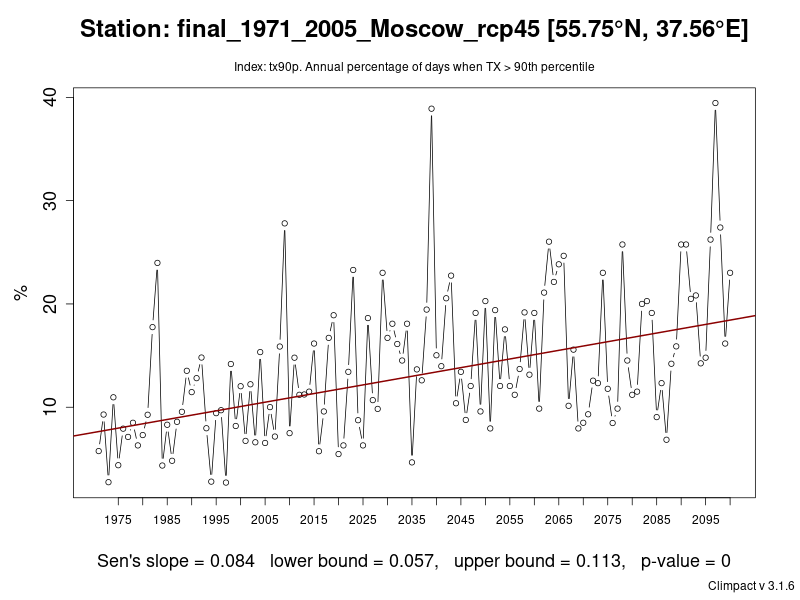 Station: final_1971_2005_Moscow_rcp45 [55.75°N, 37.56°E]
Index: tx90p. Annual percentage of days when TX > 90th percentile
40
30
20
10
%
1975 1985 1995 2005 2015 2025 2035 2045 2055 2065 2075 2085 2095
Sen's slope = 0.084 lower bound = 0.057, upper bound = 0.113, p-value = 0
Climpact v 3.1.6